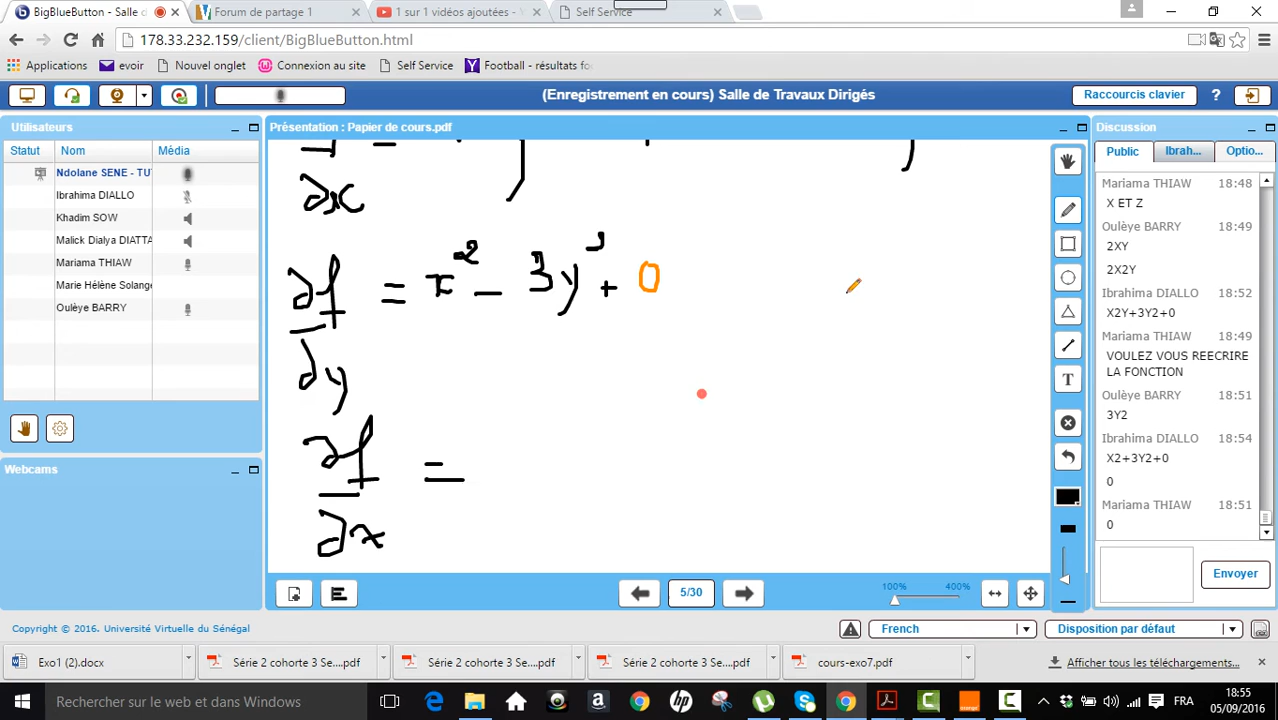 BigBlueButton - Salle d
Forum de partage 1
1 sur 1 vidéos ajoutées -
Self Service
178.33.232.159/client/BigBlueButton.html
Applications
evoir
Nouvel onglet
Connexion au site
Self Service
Football - résultats fo
(Enregistrement en cours) Salle de Travaux Dirigés
Raccourcis clavier
?
Utilisateurs
Statut Nom Média
Ndolane SENE - TU
Ibrahima DIALLO
Khadim SOW
Malick Dialya DIATTA
Mariama THIAW
Marie Hélène Solange
Oulèye BARRY
Webcams
Présentation : Papier de cours.pdf
∂x
∂f = x² - 3y² + 0
∂y
∂f =
∂z
5/30
100% 400%
Discussion
Public Ibrah... Optio...
Mariama THIAW 18:48
X ET Z
Oulèye BARRY 18:49
2XY
2X2Y
Ibrahima DIALLO 18:52
X2Y+3Y2+0
Mariama THIAW 18:49
VOULEZ VOUS REECRIRE
LA FONCTION
Oulèye BARRY 18:51
3Y2
Ibrahima DIALLO 18:54
X2+3Y2+0
0
Mariama THIAW 18:51
0
Envoyer
Copyright © 2016. Université Virtuelle du Sénégal
French
Disposition par défaut
Exo1 (2).docx
Série 2 cohorte 3 Se....pdf
Série 2 cohorte 3 Se....pdf
Série 2 cohorte 3 Se....pdf
cours-exo7.pdf
Afficher tous les téléchargements...
Rechercher sur le web et dans Windows
FRA
18:55
05/09/2016